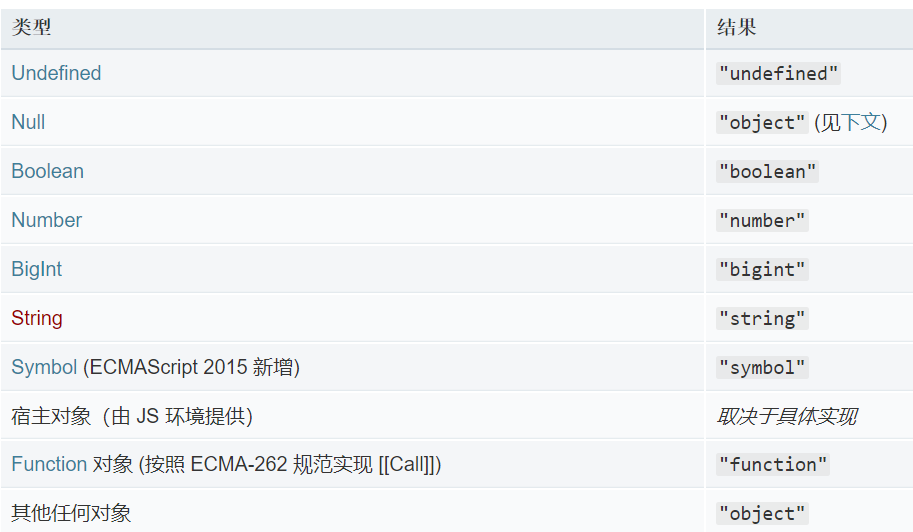 类型 结果
Undefined "undefined"
Null "object" (见下文)
Boolean "boolean"
Number "number"
BigInt "bigint"
String "string"
Symbol (ECMAScript 2015 新增) "symbol"
宿主对象（由 JS 环境提供） 取决于具体实现
Function 对象 (按照 ECMA-262 规范实现 [[Call]]) "function"
其他任何对象 "object"